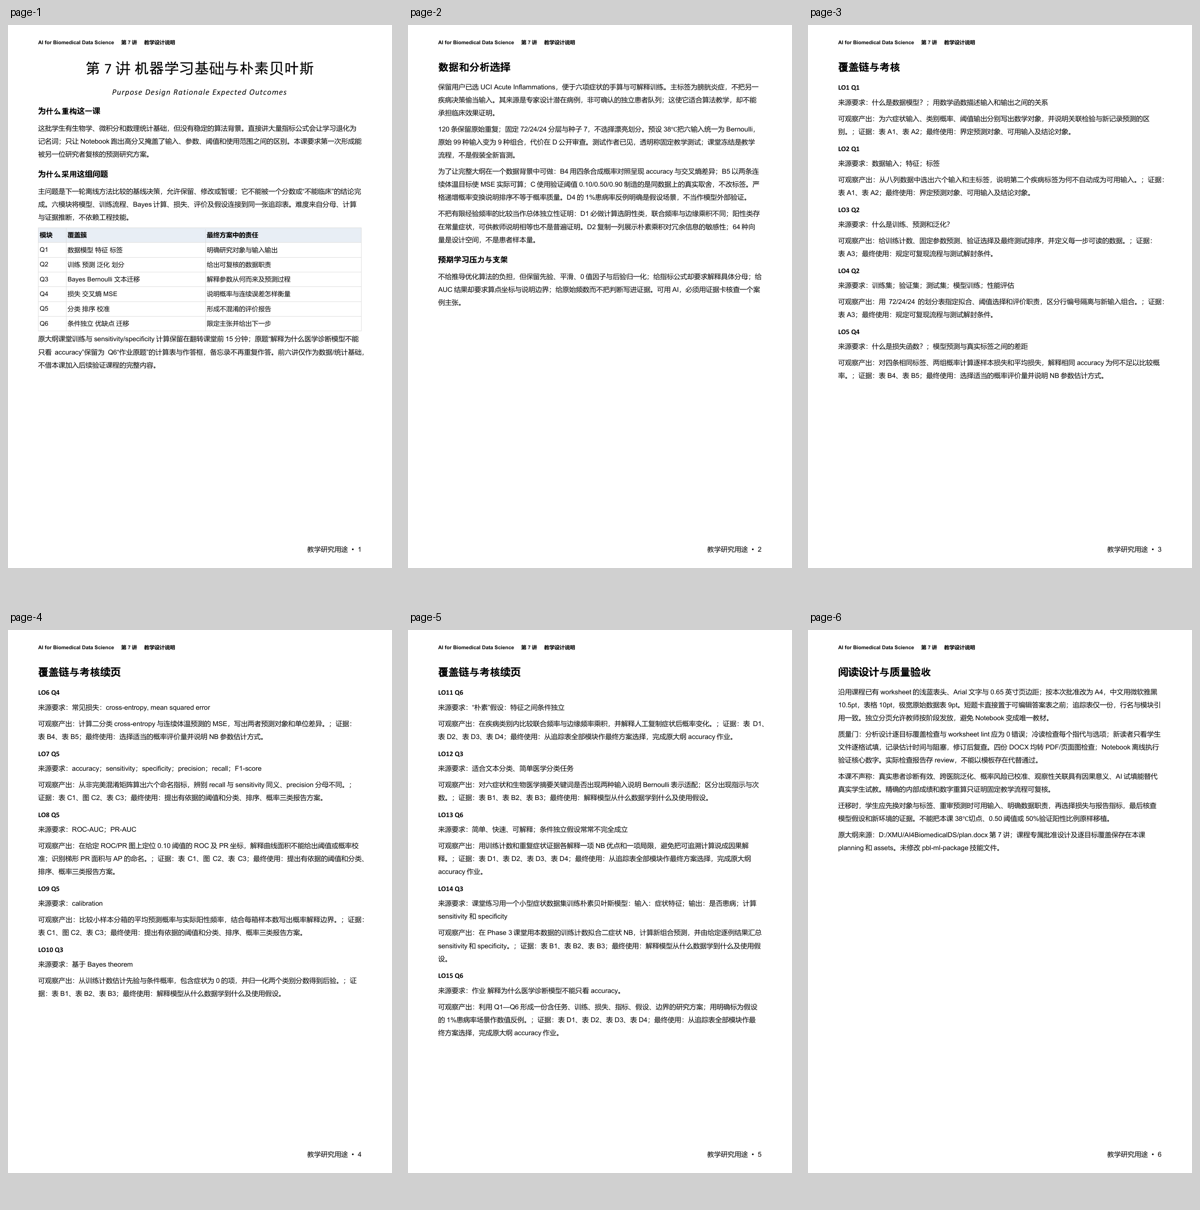 page-1
AI for Biomedical Data Science 第 7 讲 教学设计说明
第 7 讲 机器学习基础与朴素贝叶斯
Purpose Design Rationale Expected Outcomes
为什么重构这一课
这批学生有生物学、微积分和数理统计基础，但没有稳定的算法背景。直接讲大量指标公式会让学习退化为
记名词；只让 Notebook 跑出高分又掩盖了输入、参数、阈值和使用范围之间的区别。本课要求第一次形成能
被另一位研究者复核的预测研究方案。
为什么采用这组问题
主问题是下一轮离线方法比较的基线决策，允许保留、修改或暂缓；它不能被一个分数或“不能临床”的结论完
成。六模块将模型、训练流程、Bayes 计算、损失、评价及假设连接到同一张追踪表。难度来自分母、计算
与证据推断，不依赖工程技能。
模块 覆盖簇 最终方案中的责任
Q1 数据模型 特征 标签 明确研究对象与输入输出
Q2 训练 预测 泛化 划分 给出可复核的数据职责
Q3 Bayes Bernoulli 文本迁移 解释参数从何而来及预测过程
Q4 损失 交叉熵 MSE 说明概率与连续误差怎样衡量
Q5 分类 排序 校准 形成不混淆的评价报告
Q6 条件独立 优缺点 迁移 限定主张并给出下一步
原大纲课堂训练与 sensitivity/specificity 计算保留在翻转课堂前 15 分钟；原题“解释为什么医学诊断模型不能
只看 accuracy”保留为 Q6“作业原题”的计算表与作答框，备忘录不再重复作答。前六讲仅作为数据/统计基础，
不借本课加入后续验证课程的完整内容。
教学研究用途 • 1
page-2
AI for Biomedical Data Science 第 7 讲 教学设计说明
数据和分析选择
保留用户已选 UCI Acute Inflammations，便于六项症状的手算与可解释训练。主标签为膀胱炎症，不把另一
疾病决策偷当输入。其来源是专家设计潜在病例，非可确认的独立患者队列；这使它适合算法教学，却不能
承担临床效果证明。
120 条保留原始重复；固定 72/24/24 分层与种子 7，不选择漂亮划分。预设 38℃把六输入统一为 Bernoulli，
原始 99 种输入变为 9 种组合，代价在 D 公开审查。测试作者已见，透明称固定教学测试；课堂冻结是教学
流程，不是假装全新盲测。
为了让完整大纲在一个数据背景中可做：B4 用四条合成概率对照呈现 accuracy 与交叉熵差异；B5 以两条连
续体温目标使 MSE 实际可算；C 使用验证阈值 0.10/0.50/0.90 制造的是同数据上的真实取舍，不改标签。严
格递增概率变换说明排序不等于概率质量。D4 的 1%患病率反例明确是假设场景，不当作模型外部验证。
不把有限经验频率的比较当作总体独立性证明：D1 必做计算选阴性类，联合频率与边缘乘积不同；阳性类存
在常量症状，可供教师说明相等也不是普遍证明。D2 复制一列展示朴素乘积对冗余信息的敏感性；64 种向
量是设计空间，不是患者样本量。
预期学习压力与支架
不给推导优化算法的负担，但保留先验、平滑、0 值因子与后验归一化；给指标公式却要求解释具体分母；给
AUC 结果却要求算点坐标与说明边界；给原始频数而不把判断写进证据。可用 AI，必须用证据卡核查一个案
例主张。
教学研究用途 • 2
page-3
AI for Biomedical Data Science 第 7 讲 教学设计说明
覆盖链与考核
LO1 Q1
来源要求：什么是数据模型？；用数学函数描述输入和输出之间的关系
可观察产出：为六症状输入、类别概率、阈值输出分别写出数学对象，并说明关联检验与新记录预测的区
别。；证据：表 A1、表 A2；最终使用：界定预测对象、可用输入及结论对象。
LO2 Q1
来源要求：数据输入；特征；标签
可观察产出：从八列数据中选出六个输入和主标签，说明第二个疾病标签为何不自动成为可用输入。；证据：
表 A1、表 A2；最终使用：界定预测对象、可用输入及结论对象。
LO3 Q2
来源要求：什么是训练、预测和泛化？
可观察产出：给训练计数、固定参数预测、验证选择及最终测试排序，并定义每一步可读的数据。；证据：
表 A3；最终使用：规定可复现流程与测试解封条件。
LO4 Q2
来源要求：训练集；验证集；测试集；模型训练；性能评估
可观察产出：用 72/24/24 的划分表指定拟合、阈值选择和评价职责，区分行编号隔离与新输入组合。；证据：
表 A3；最终使用：规定可复现流程与测试解封条件。
LO5 Q4
来源要求：什么是损失函数？；模型预测与真实标签之间的差距
可观察产出：对四条相同标签、两组概率计算逐样本损失和平均损失，解释相同 accuracy 为何不足以比较概
率。；证据：表 B4、表 B5；最终使用：选择适当的概率评价量并说明 NB 参数估计方式。
教学研究用途 • 3
page-4
AI for Biomedical Data Science 第 7 讲 教学设计说明
覆盖链与考核续页
LO6 Q4
来源要求：常见损失：cross-entropy, mean squared error
可观察产出：计算二分类 cross-entropy 与连续体温预测的 MSE，写出两者预测对象和单位差异。；证据：
表 B4、表 B5；最终使用：选择适当的概率评价量并说明 NB 参数估计方式。
LO7 Q5
来源要求：accuracy；sensitivity；specificity；precision；recall；F1-score
可观察产出：从非完美混淆矩阵算出六个命名指标，辨别 recall 与 sensitivity 同义、precision 分母不同。；
证据：表 C1、图 C2、表 C3；最终使用：提出有依据的阈值和分类、排序、概率三类报告方案。
LO8 Q5
来源要求：ROC-AUC；PR-AUC
可观察产出：在给定 ROC/PR 图上定位 0.10 阈值的 ROC 及 PR 坐标，解释曲线面积不能给出阈值或概率校
准；识别梯形 PR 面积与 AP 的命名。；证据：表 C1、图 C2、表 C3；最终使用：提出有依据的阈值和分类、
排序、概率三类报告方案。
LO9 Q5
来源要求：calibration
可观察产出：比较小样本分箱的平均预测概率与实际阳性频率，结合每箱样本数写出概率解释边界。；证据：
表 C1、图 C2、表 C3；最终使用：提出有依据的阈值和分类、排序、概率三类报告方案。
LO10 Q3
来源要求：基于 Bayes theorem
可观察产出：从训练计数估计先验与条件概率，包含症状为 0 的项，并归一化两个类别分数得到后验。；证
据：表 B1、表 B2、表 B3；最终使用：解释模型从什么数据学到什么及使用假设。
教学研究用途 • 4
page-5
AI for Biomedical Data Science 第 7 讲 教学设计说明
覆盖链与考核续页
LO11 Q6
来源要求：“朴素”假设：特征之间条件独立
可观察产出：在疾病类别内比较联合频率与边缘频率乘积，并解释人工复制症状后概率变化。；证据：表 D1、
表 D2、表 D3、表 D4；最终使用：从追踪表全部模块作最终方案选择，完成原大纲 accuracy 作业。
LO12 Q3
来源要求：适合文本分类、简单医学分类任务
可观察产出：对六症状和生物医学摘要关键词是否出现两种输入说明 Bernoulli 表示适配；区分出现指示与次
数。；证据：表 B1、表 B2、表 B3；最终使用：解释模型从什么数据学到什么及使用假设。
LO13 Q6
来源要求：简单、快速、可解释；条件独立假设常常不完全成立
可观察产出：用训练计数和重复症状证据各解释一项 NB 优点和一项局限，避免把可追溯计算说成因果解
释。；证据：表 D1、表 D2、表 D3、表 D4；最终使用：从追踪表全部模块作最终方案选择，完成原大纲
accuracy 作业。
LO14 Q3
来源要求：课堂练习用一个小型症状数据集训练朴素贝叶斯模型：输入：症状特征；输出：是否患病；计算
sensitivity 和 specificity
可观察产出：在 Phase 3 课堂用本数据的训练计数拟合二症状 NB，计算新组合预测，并由给定逐例结果汇总
sensitivity 和 specificity。；证据：表 B1、表 B2、表 B3；最终使用：解释模型从什么数据学到什么及使用假
设。
LO15 Q6
来源要求：作业 解释为什么医学诊断模型不能只看 accuracy。
可观察产出：利用 Q1—Q6 形成一份含任务、训练、损失、指标、假设、边界的研究方案；用明确标为假设
的 1%患病率场景作数值反例。；证据：表 D1、表 D2、表 D3、表 D4；最终使用：从追踪表全部模块作最
终方案选择，完成原大纲 accuracy 作业。
教学研究用途 • 5
page-6
AI for Biomedical Data Science 第 7 讲 教学设计说明
阅读设计与质量验收
沿用课程已有 worksheet 的浅蓝表头、Arial 文字与 0.65 英寸页边距；按本次批准改为 A4，中文用微软雅黑
10.5pt，表格 10pt，极宽原始数据表 9pt。短题卡直接置于可编辑答案表之前；追踪表仅一份，行名与模块引
用一致。独立分页允许教师按阶段发放，避免 Notebook 变成唯一教材。
质量门：分析设计逐目标覆盖检查与 worksheet lint应为 0 错误；冷读检查每个指代与选项；新读者只看学生
文件逐格试填，记录估计时间与阻塞，修订后复查。四份 DOCX 均转 PDF/页面图检查；Notebook 离线执行
验证核心数字。实际检查报告存 review，不能以模板存在代替通过。
本课不声称：真实患者诊断有效、跨医院泛化、概率风险已校准、观察性关联具有因果意义、AI 试填能替代
真实学生试教。精确的内部成绩和数字重算只证明固定教学流程可复核。
迁移时，学生应先换对象与标签、重审预测时可用输入、明确数据职责，再选择损失与报告指标，最后核查
模型假设和新环境的证据。不能把本课 38℃切点、0.50 阈值或 50%验证阳性比例原样移植。
原大纲来源：D:/XMU/AI4BiomedicalDS/plan.docx 第 7 讲；课程专属批准设计及逐目标覆盖保存在本课
planning 和 assets。未修改 pbl-ml-package 技能文件。
教学研究用途 • 6